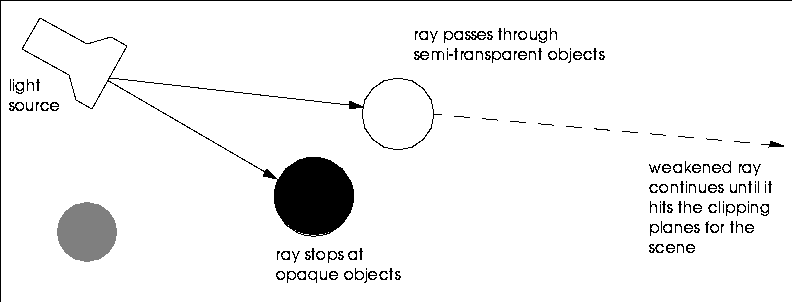 ray passes through
semi-transparent objects
light
source
weakened ray
continues until it
hits the clipping
planes for the
scene
ray stops at
opaque objects